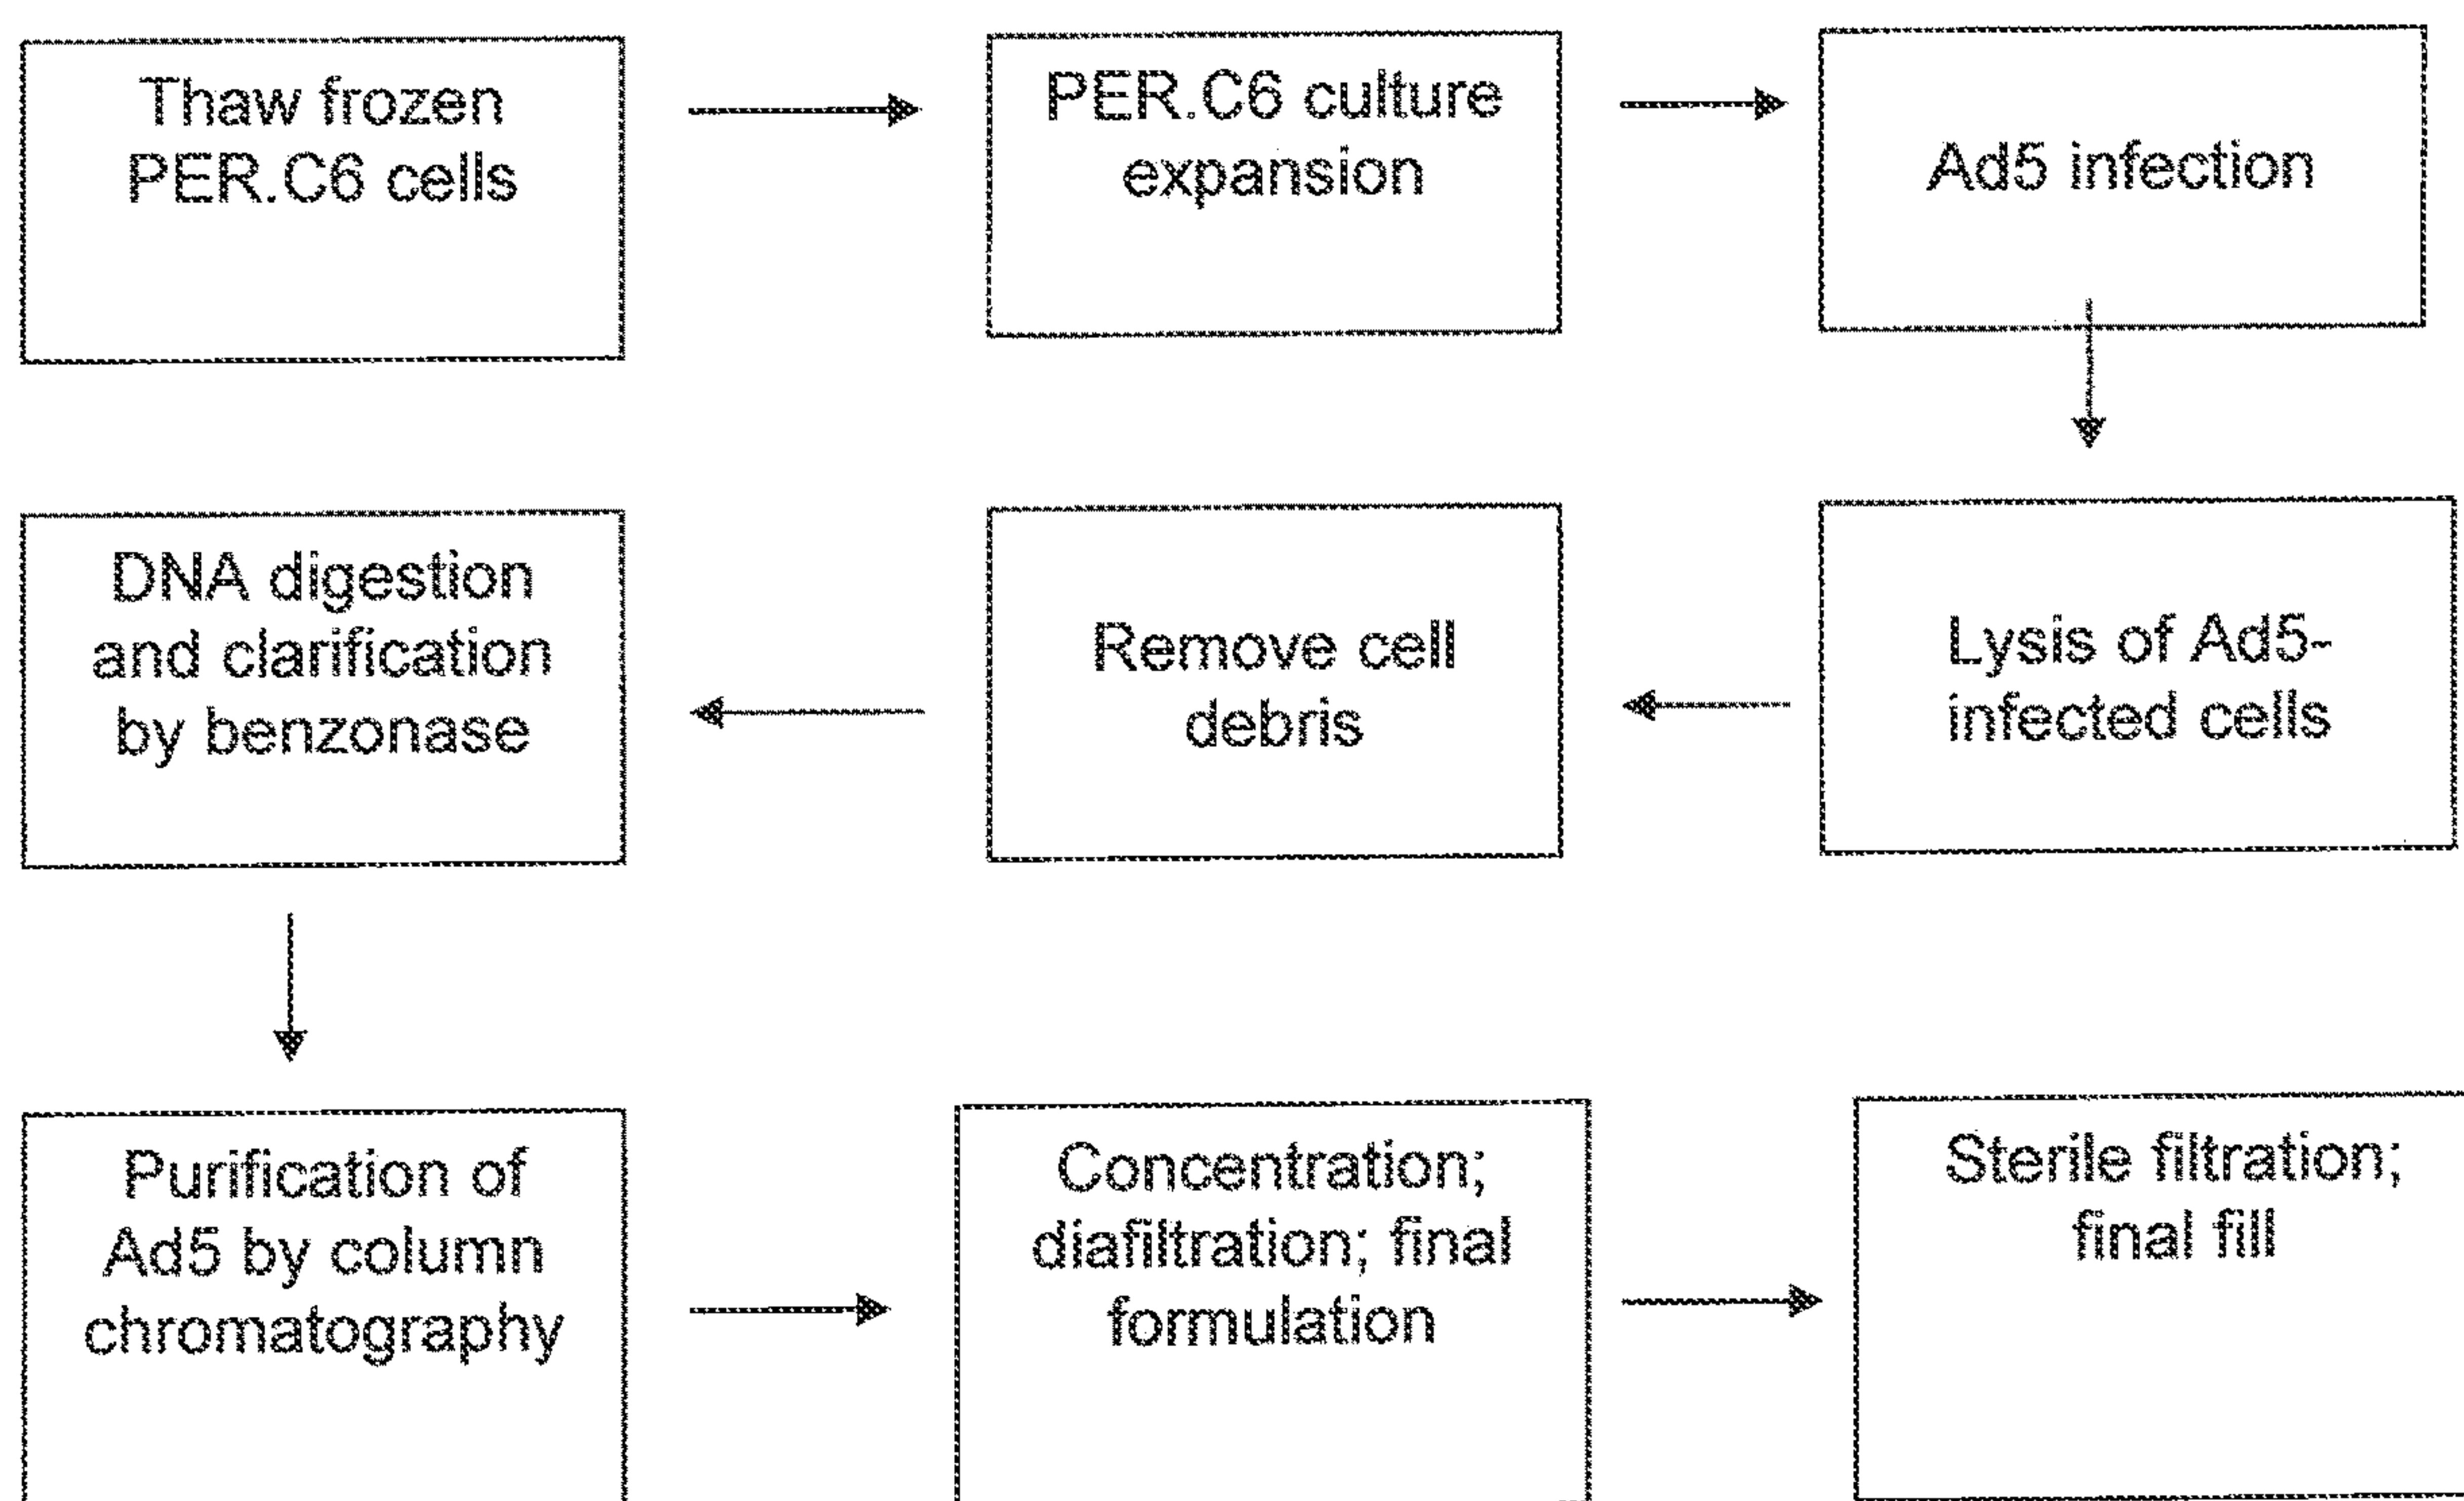 Thaw frozen
PER.C6 cells
PER.C6 culture
expansion
Ad5 infection
Lysis of Ad5-
infected cells
Remove cell
debris
DNA digestion
and clarification
by benzonase
Purification of
Ad5 by column
chromatography
Concentration;
diafiltration; final
formulation
Sterile filtration;
final fill